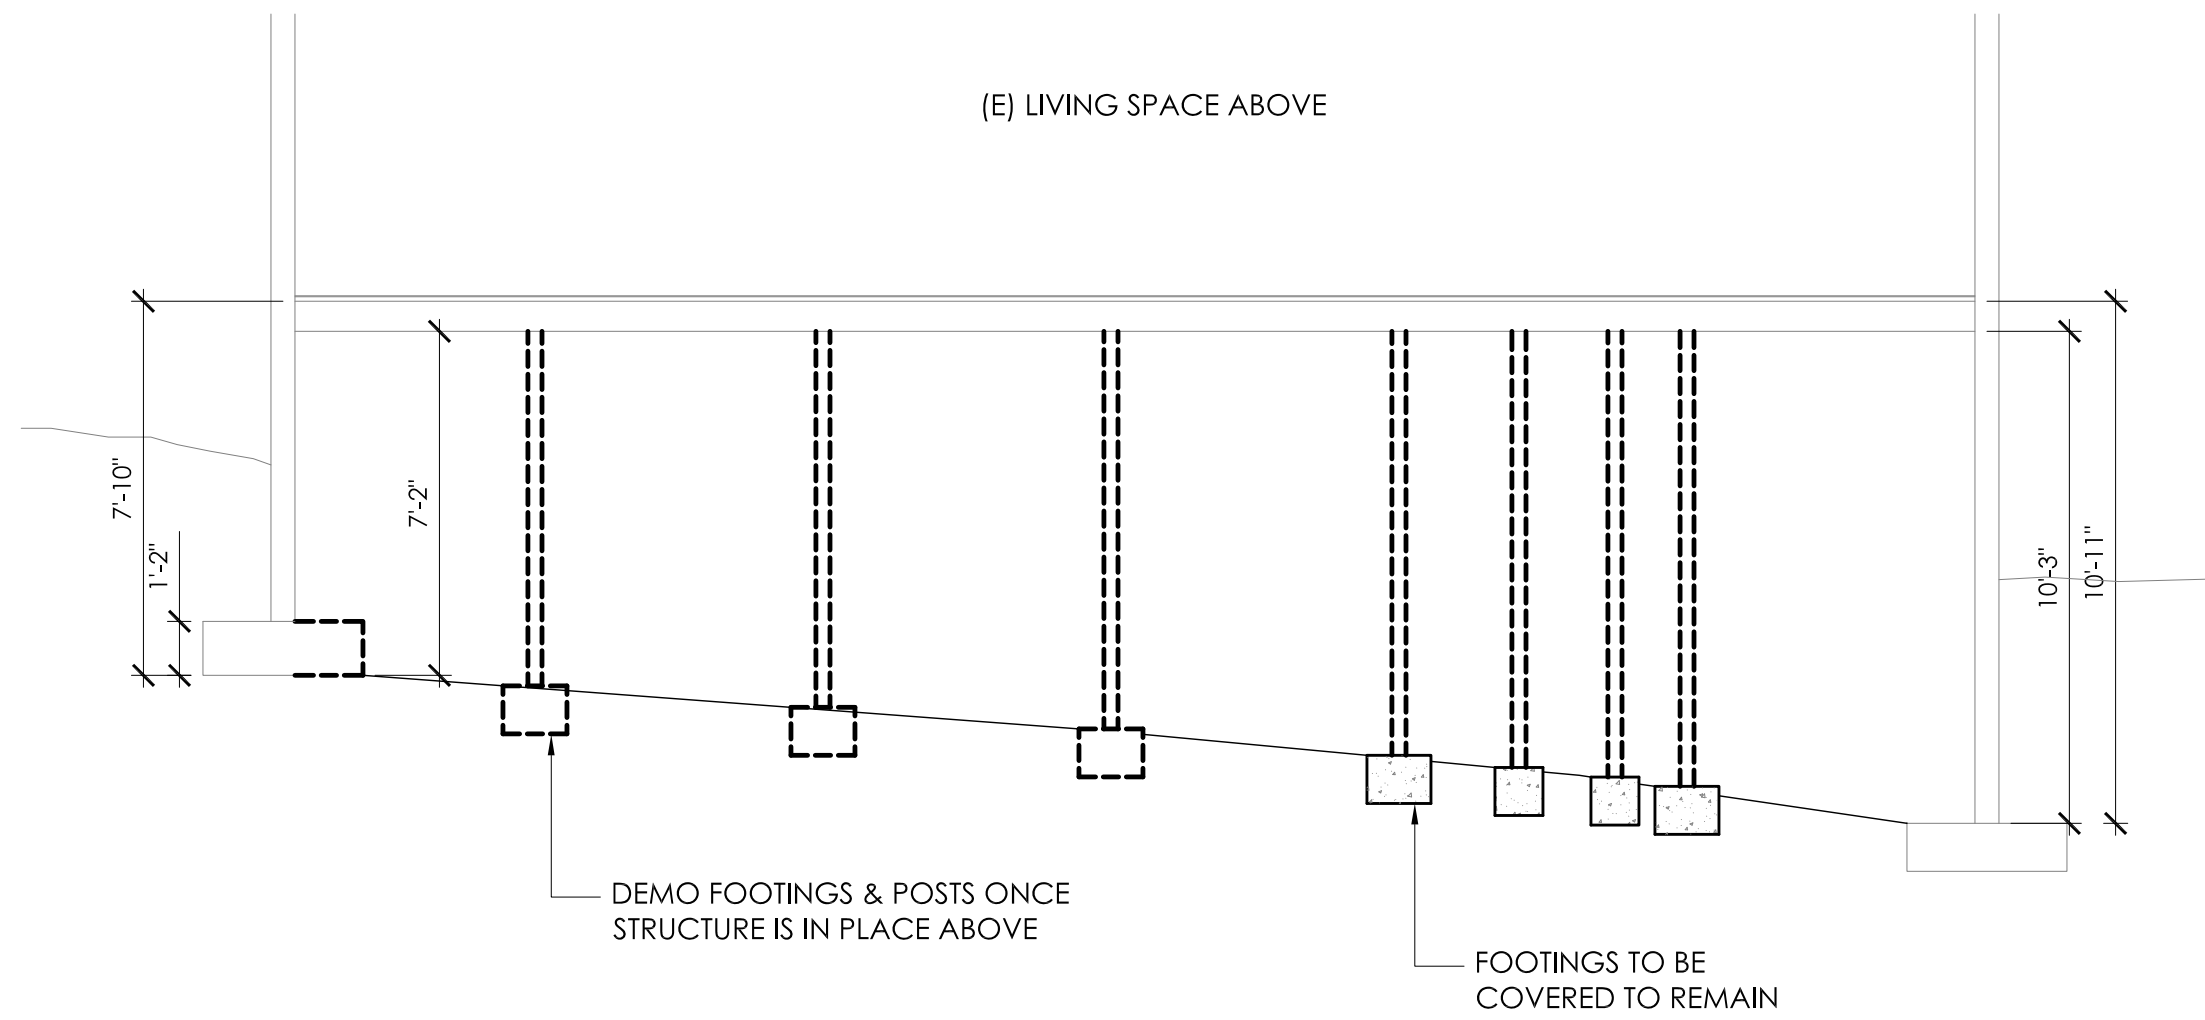 (E) LIVING SPACE ABOVE
7'-10"
1'-2"
7'-2"
10'-3"
10'-11"
DEMO FOOTINGS & POSTS ONCE
STRUCTURE IS IN PLACE ABOVE
FOOTINGS TO BE
COVERED TO REMAIN